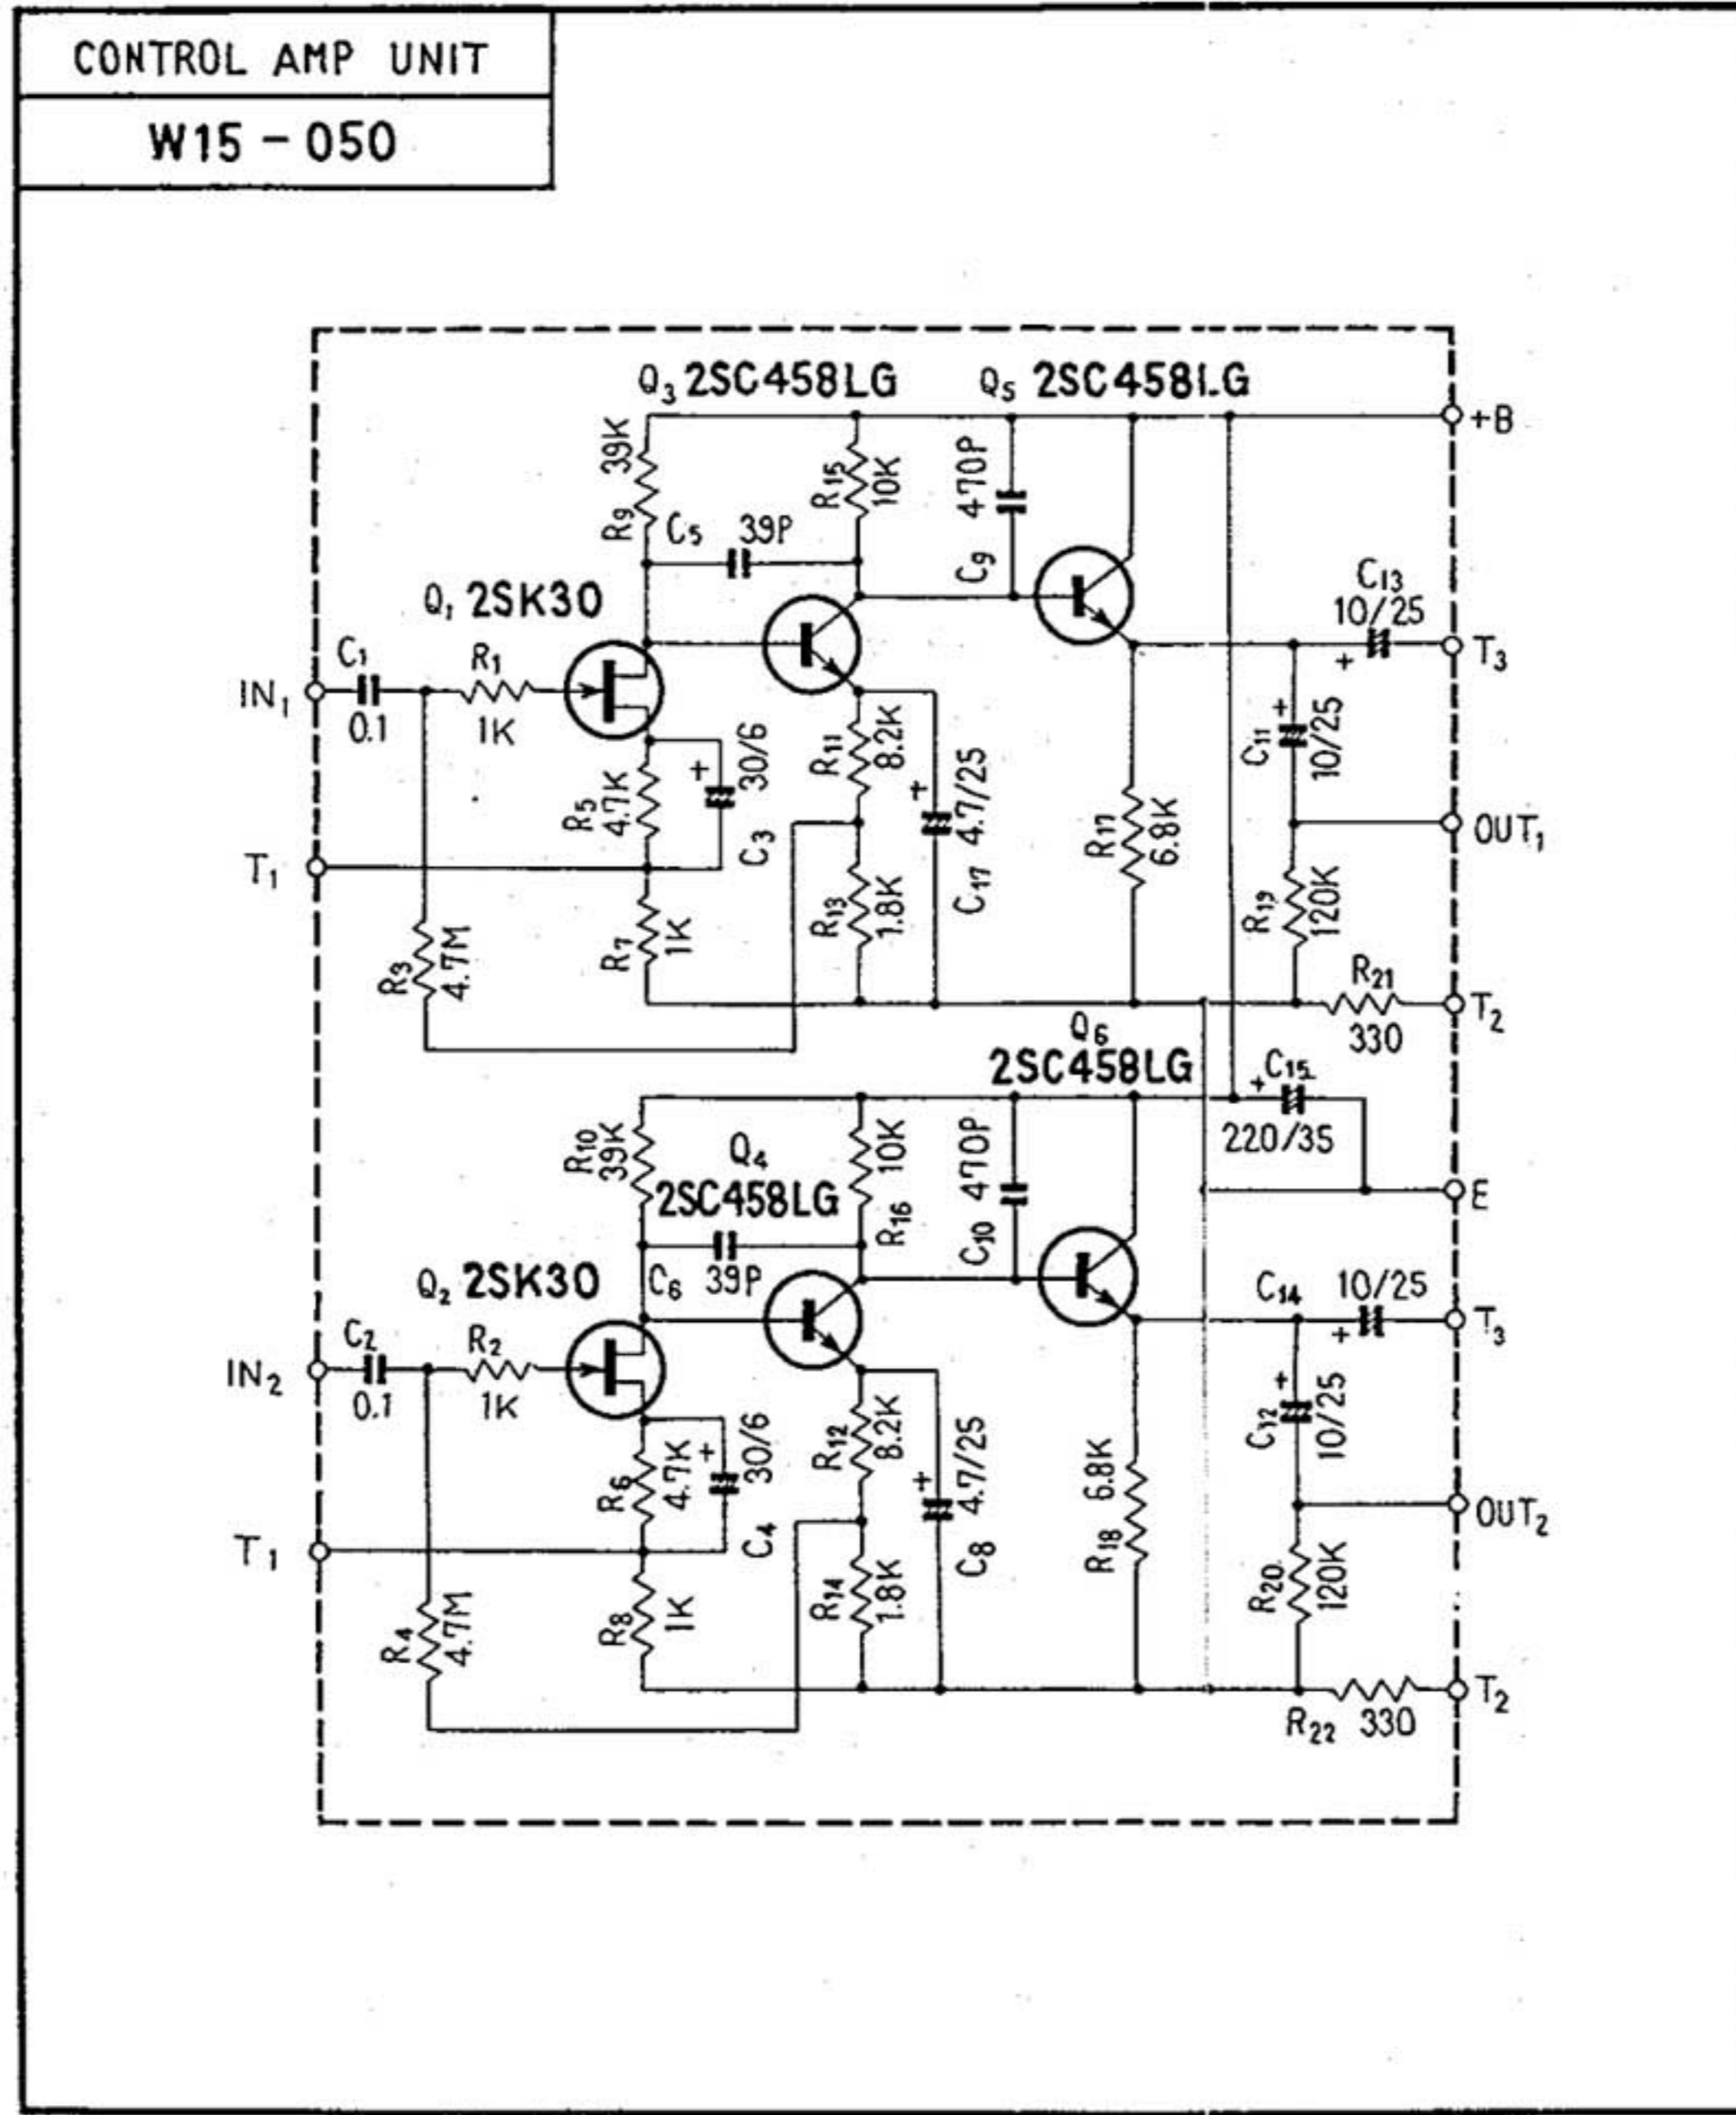 CONTROL AMP UNIT
W15-050
Q3 2SC458LG
Q5 2SC458LG
+B
R9 39K
R15 10K
C9 470P
C5 39P
Q1 2SK30
C13
10/25
T3
C1
0.1
R1
1K
IN1
R5 4.7K
+ 30/6
C3
R11 8.2K
+ 4.7/25
C17
R17 6.8K
+
C11 10/25
OUT1
T1
R3 4.7M
R7 1K
R13 1.8K
R19 120K
R21
330
T2
Q6
2SC458LG
+ C15
220/35
E
R10 39K
Q4
2SC458LG
10K
R16
C10 470P
C6 39P
Q2 2SK30
C14 10/25
+
T3
C2
0.1
R2
1K
IN2
R6 4.7K
+ 30/6
C4
R12 8.2K
+ 4.7/25
C8
R18 6.8K
+
C12 10/25
OUT2
T1
R4 4.7M
R8 1K
R14 1.8K
R20 120K
R22 330
T2